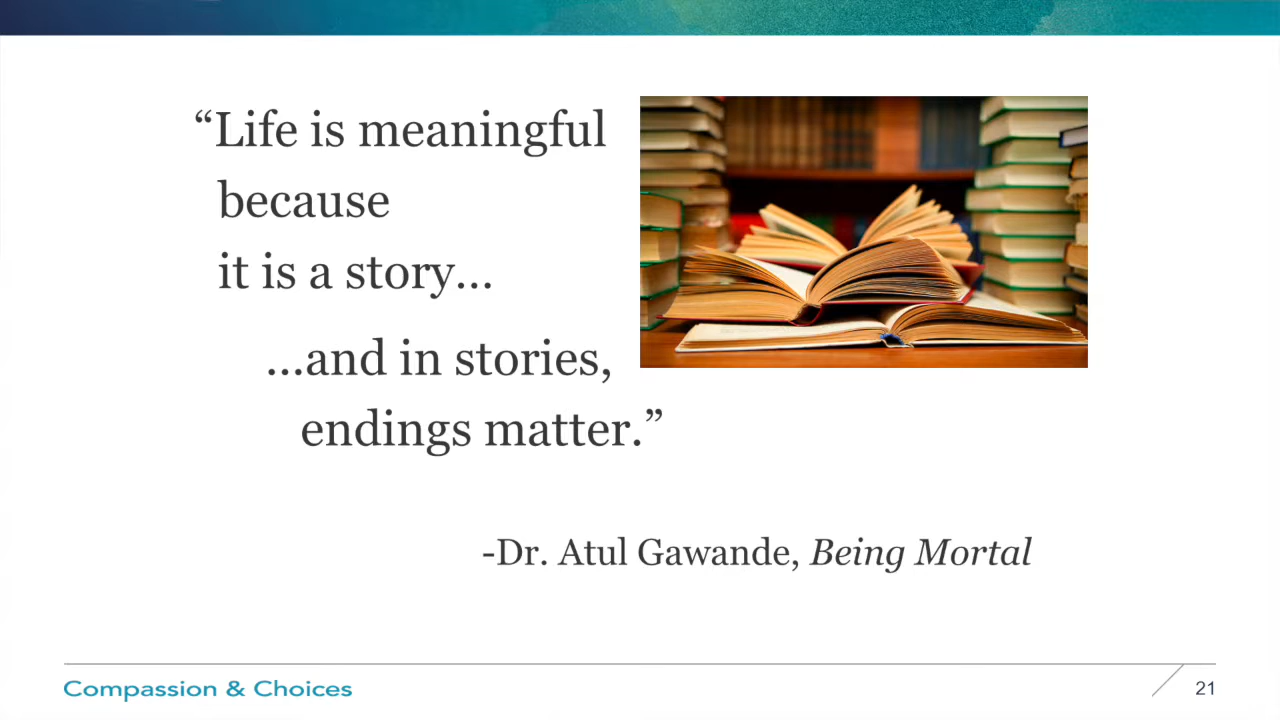 “Life is meaningful
because
it is a story...
...and in stories,
endings matter.”
-Dr. Atul Gawande, Being Mortal
Compassion & Choices
21